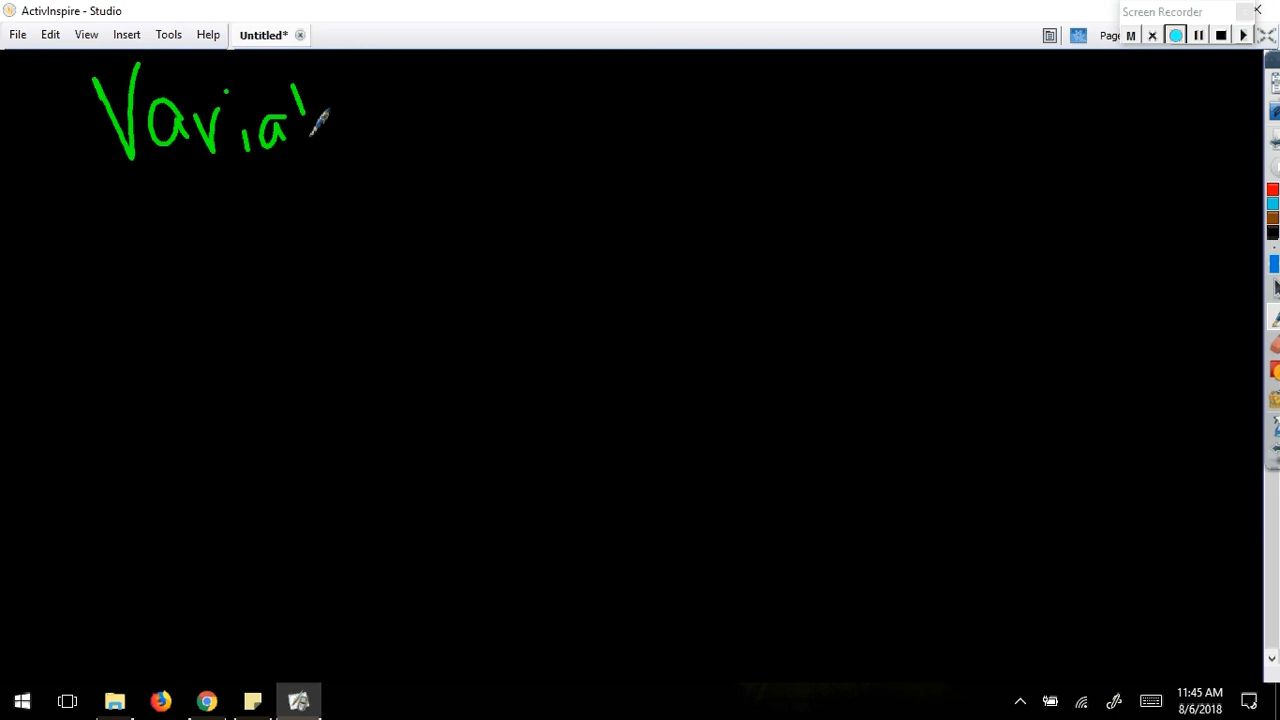 ActivInspire - Studio
Screen Recorder
File Edit View Insert Tools Help Untitled*
Page
M
Varia
11:45 AM
8/6/2018